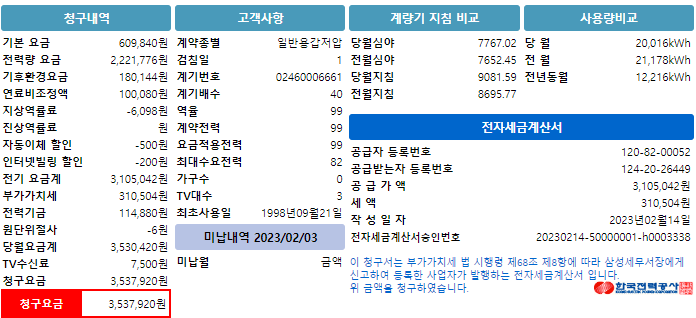 청구내역
기본 요금 609,840원
전력량 요금 2,221,776원
기후환경요금 180,144원
연료비조정액 100,080원
지상역률료 -6,098원
진상역률료 원
자동이체 할인 -500원
인터넷빌링 할인 -200원
전기 요금계 3,105,042원
부가가치세 310,504원
전력기금 114,880원
원단위절사 -6원
당월요금계 3,530,420원
TV수신료 7,500원
청구요금 3,537,920원
청구요금 3,537,920원
고객사항
계약종별 일반용갑저압
검침일 1
계기번호 02460006661
계기배수 40
역율 99
계약전력 99
요금적용전력 99
최대수요전력 82
가구수 0
TV대수 3
최초사용일 1998년09월21일
미납내역 2023/02/03
미납월 금액
계량기 지침 비교
당월심야 7767.02
전월심야 7652.45
당월지침 9081.59
전월지침 8695.77
사용량비교
당 월 20,016kWh
전 월 21,178kWh
전년동월 12,216kWh
전자세금계산서
공급자 등록번호 120-82-00052
공급받는자 등록번호 124-20-26449
공 급 가 액 3,105,042원
세 액 310,504원
작 성 일 자 2023년02월14일
전자세금계산서승인번호 20230214-50000001-h0003338
이 청구서는 부가가치세 법 시행령 제68조 제8항에 따라 삼성세무서장에게
신고하여 등록한 사업자가 발행하는 전자세금계산서 입니다.
위 금액을 청구하였습니다.
한국전력공사